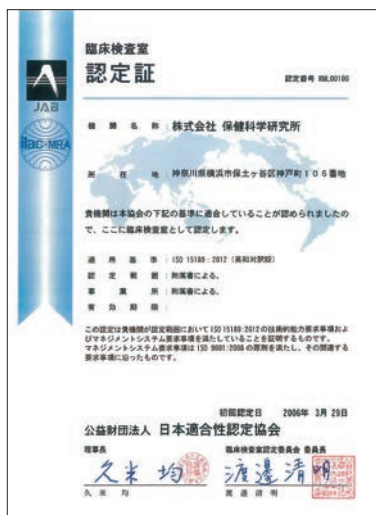 臨床検査室
認定証
認定番号 RML00100
JAB
ilac-MRA
機関名称：株式会社 保健科学研究所
所在地：神奈川県横浜市保土ヶ谷区神戸町１０６番地
貴機関は本協会の下記の基準に適合していることが認められましたの
で、ここに臨床検査室として認定します。
適用基準：ISO 15189：2012（英和対訳版）
認定範囲：附属書による。
事業所：附属書による。
有効期限：
この認定は貴機関が認定範囲においてISO 15189:2012の技術的能力要求事項およ
びマネジメントシステム要求事項を満たしていることを証明するものです。
マネジメントシステム要求事項は ISO 9001:2008 の原則を満たし、その関連する
要求事項に沿ったものです。
初回認定日 2006年 3月 29日
公益財団法人 日本適合性認定協会
理事長
臨床検査室認定委員会 委員長
久米 均
渡邊清明
久米 均
渡邊清明